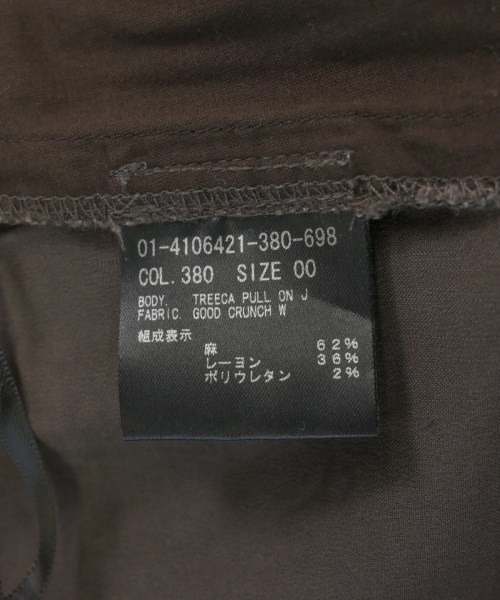 01-4106421-380-698
COL.380 SIZE 00
BODY. TREECA PULL ON J
FABRIC. GOOD CRUNCH W
組成表示
麻 62%
レーヨン 36%
ポリウレタン 2%